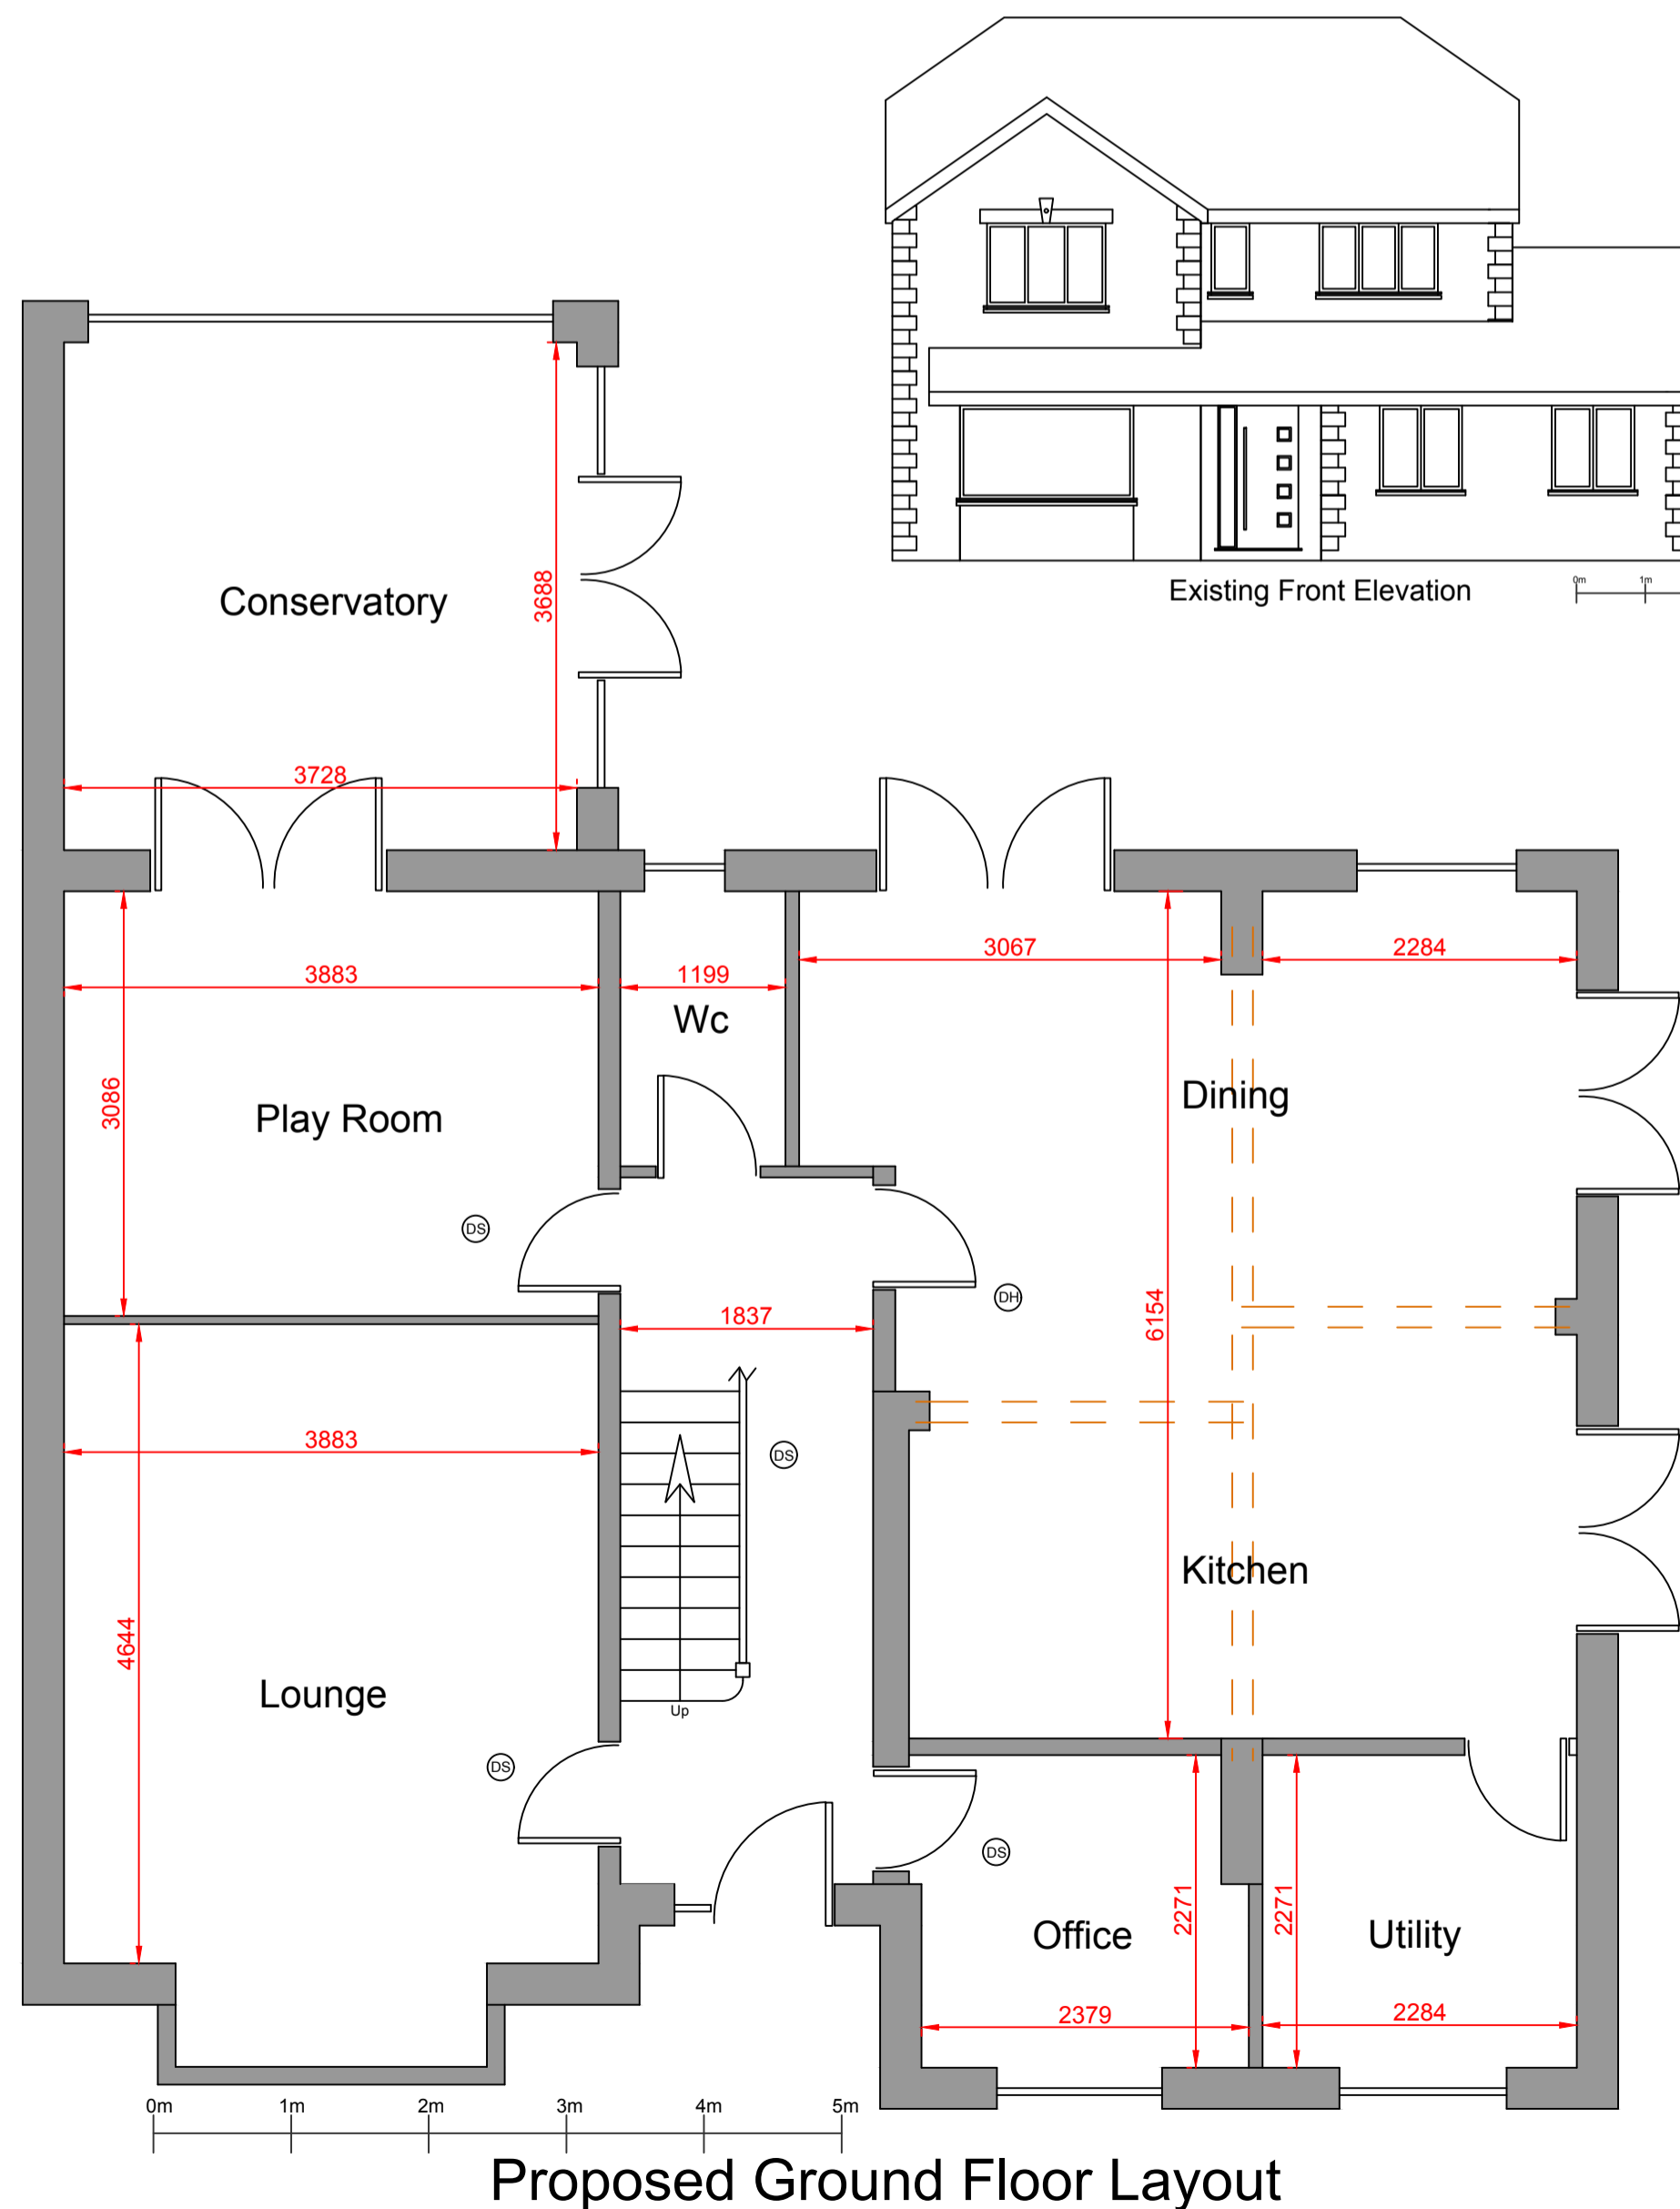 Existing Front Elevation
0m 1m
Conservatory
3688
3728
3067
2284
3883
1199
Wc
3086
Play Room
Dining
DS
DH
1837
6154
3883
DS
Kitchen
4644
Lounge
Up
DS
DS
2271
2271
Office
Utility
2379
2284
0m 1m 2m 3m 4m 5m
Proposed Ground Floor Layout